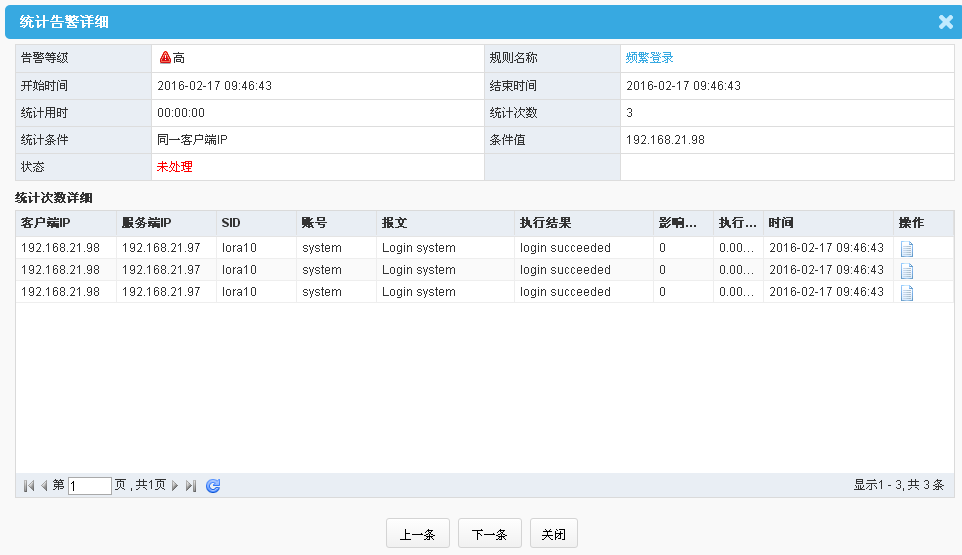 统计告警详细
告警等级 高 规则名称 频繁登录
开始时间 2016-02-17 09:46:43 结束时间 2016-02-17 09:46:43
统计用时 00:00:00 统计次数 3
统计条件 同一客户端IP 条件值 192.168.21.98
状态 未处理
统计次数详细
客户端IP 服务端IP SID 账号 报文 执行结果 影响... 执行... 时间 操作
192.168.21.98 192.168.21.97 lora10 system Login system login succeeded 0 0.00... 2016-02-17 09:46:43
192.168.21.98 192.168.21.97 lora10 system Login system login succeeded 0 0.00... 2016-02-17 09:46:43
192.168.21.98 192.168.21.97 lora10 system Login system login succeeded 0 0.00... 2016-02-17 09:46:43
第 1 页 , 共1页 显示1 - 3, 共 3 条
上一条 下一条 关闭